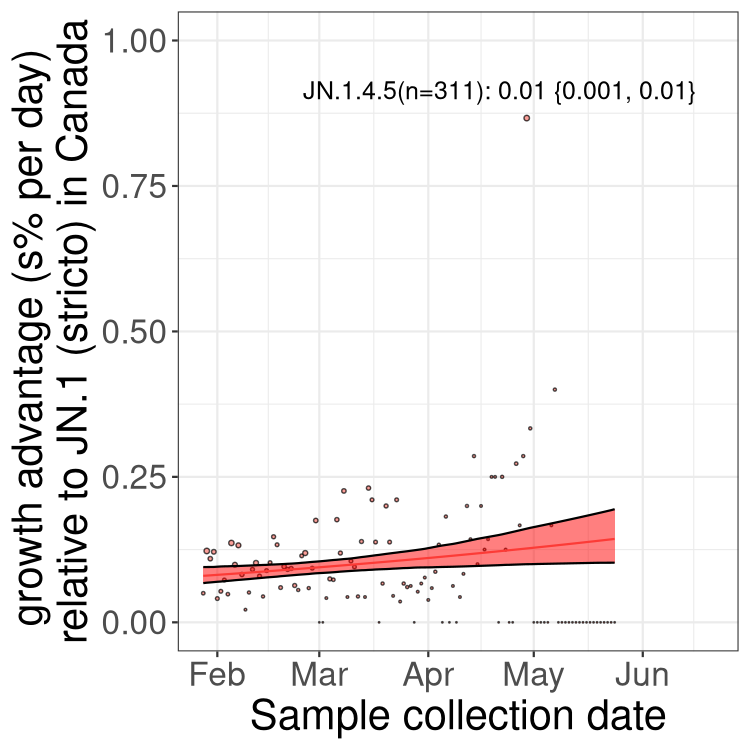 growth advantage (s% per day)
relative to JN.1 (stricto) in Canada
1.00
0.75
0.50
0.25
0.00
JN.1.4.5(n=311): 0.01 {0.001, 0.01}
Feb Mar Apr May Jun
Sample collection date